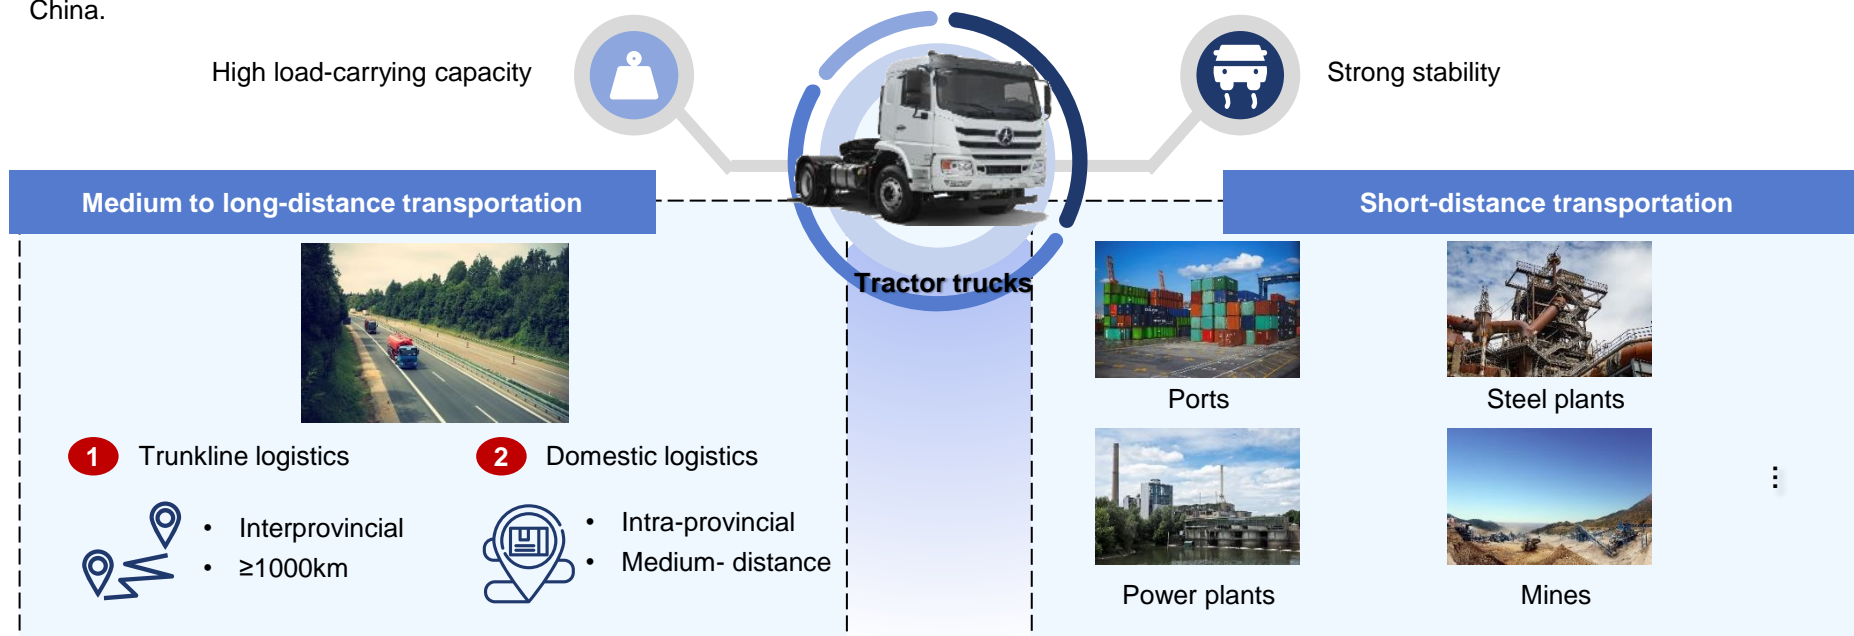 China.
High load-carrying capacity
Strong stability
Medium to long-distance transportation
Short-distance transportation
Tractor trucks
1 Trunkline logistics
• Interprovincial
• ≥1000km
2 Domestic logistics
• Intra-provincial
• Medium- distance
Ports
Steel plants
Power plants
Mines
...